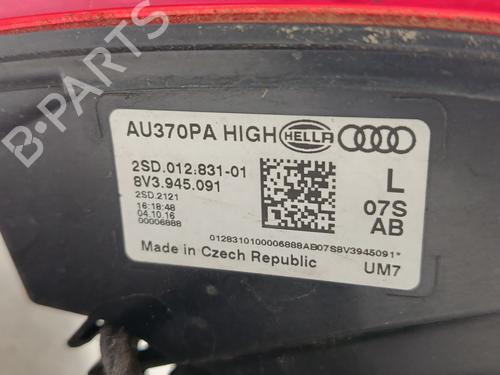 AU370PA HIGH HELLA
2SD.012.831-01
8V3.945.091
2SD.2121
16:18:48
04.10.16
00006888
L
07S
AB
0128310100006888AB07S8V3945091*
Made in Czech Republic
UM7
B-PARTS